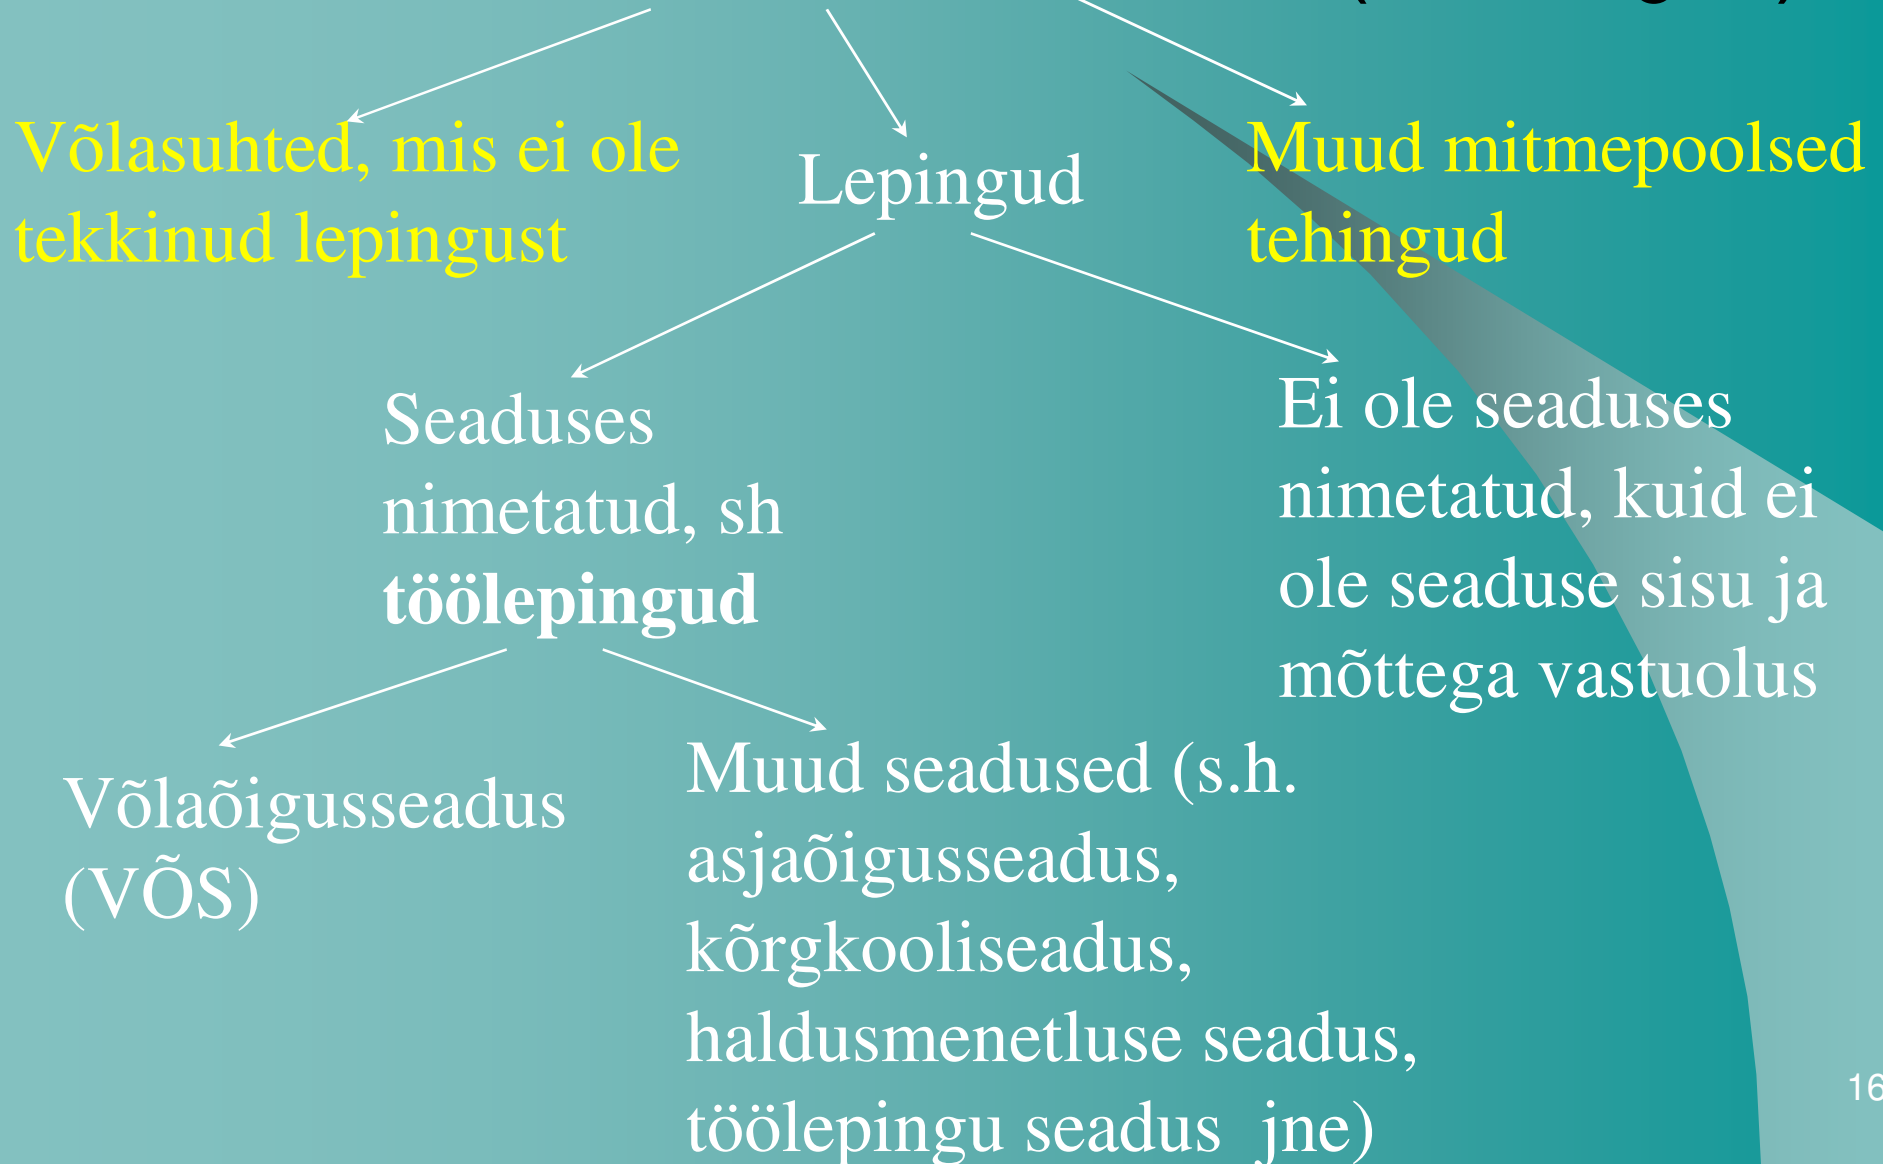 Võlasuhted, mis ei ole
tekkinud lepingust
Lepingud
Muud mitmepoolsed
tehingud
Seaduses
nimetatud, sh
töölepingud
Ei ole seaduses
nimetatud, kuid ei
ole seaduse sisu ja
mõttega vastuolus
Võlaõigusseadus
(VÕS)
Muud seadused (s.h.
asjaõigusseadus,
kõrgkooliseadus,
haldusmenetluse seadus,
töölepingu seadus jne)
16